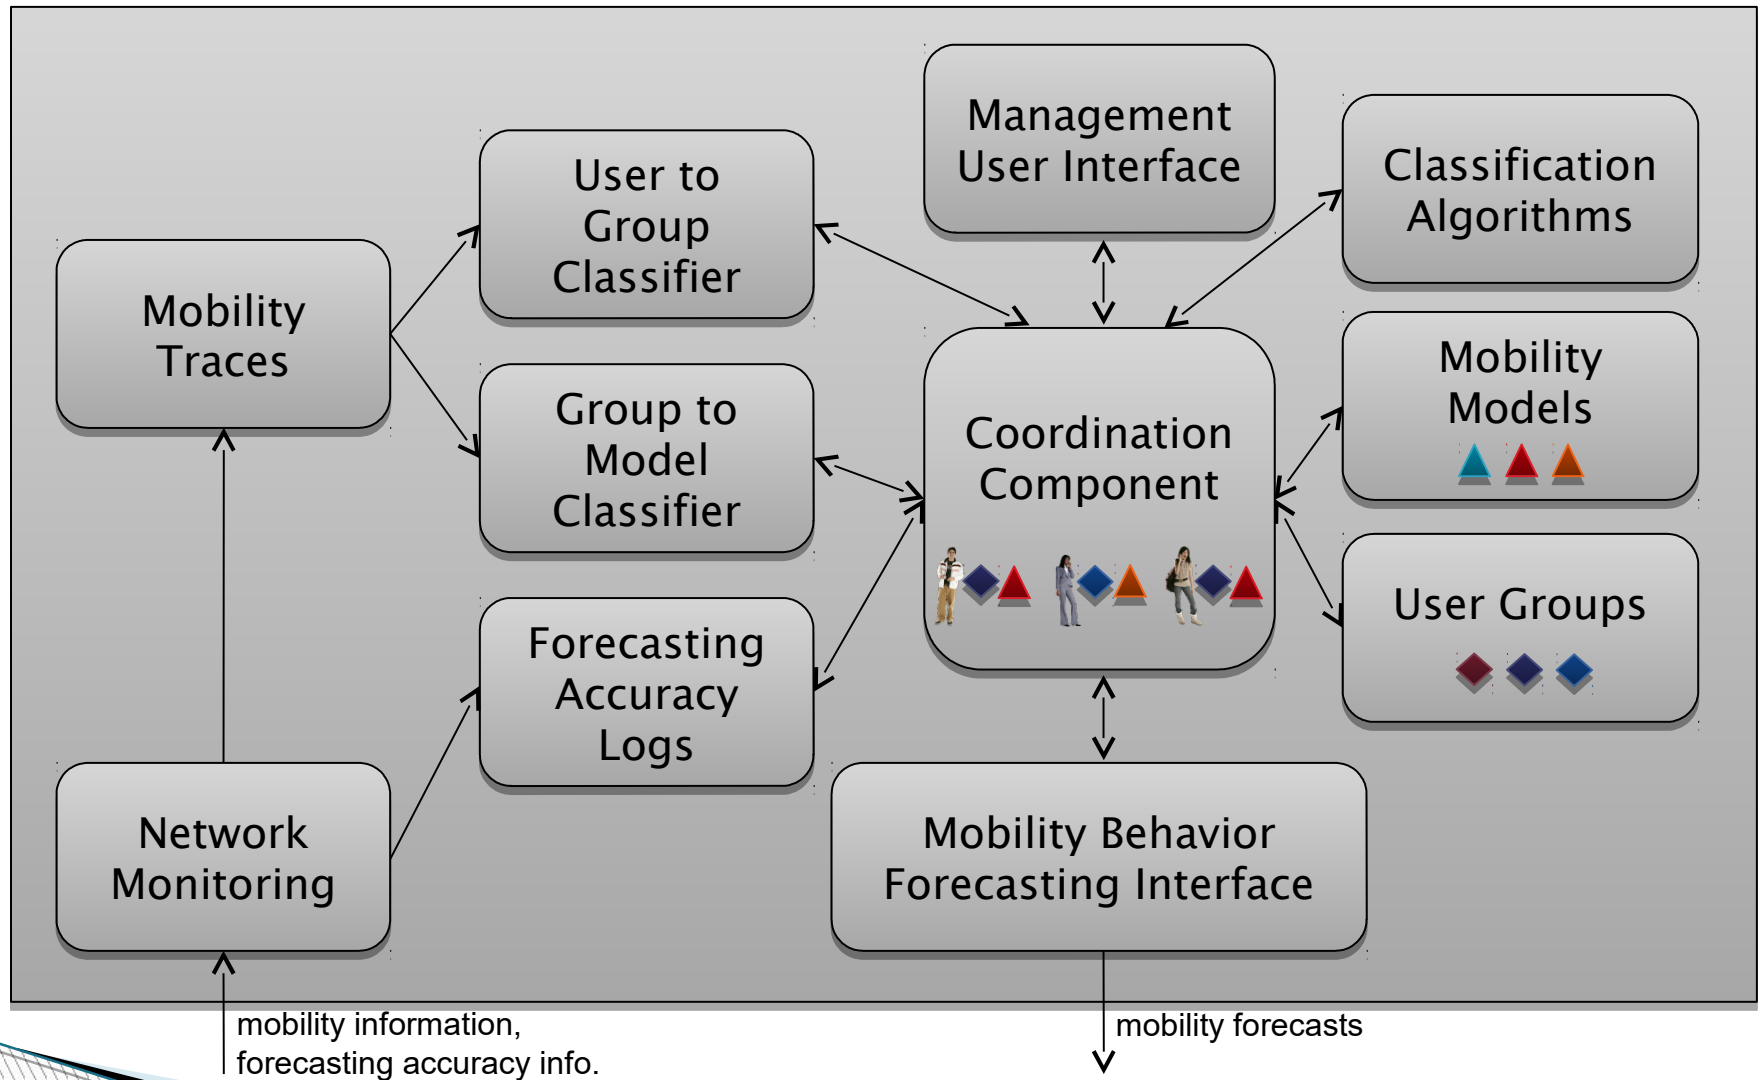 Management
User Interface
Classification
Algorithms
User to
Group
Classifier
Mobility
Traces
Mobility
Models
Group to
Model
Classifier
Coordination
Component
User Groups
Forecasting
Accuracy
Logs
Network
Monitoring
Mobility Behavior
Forecasting Interface
mobility information,
forecasting accuracy info.
mobility forecasts